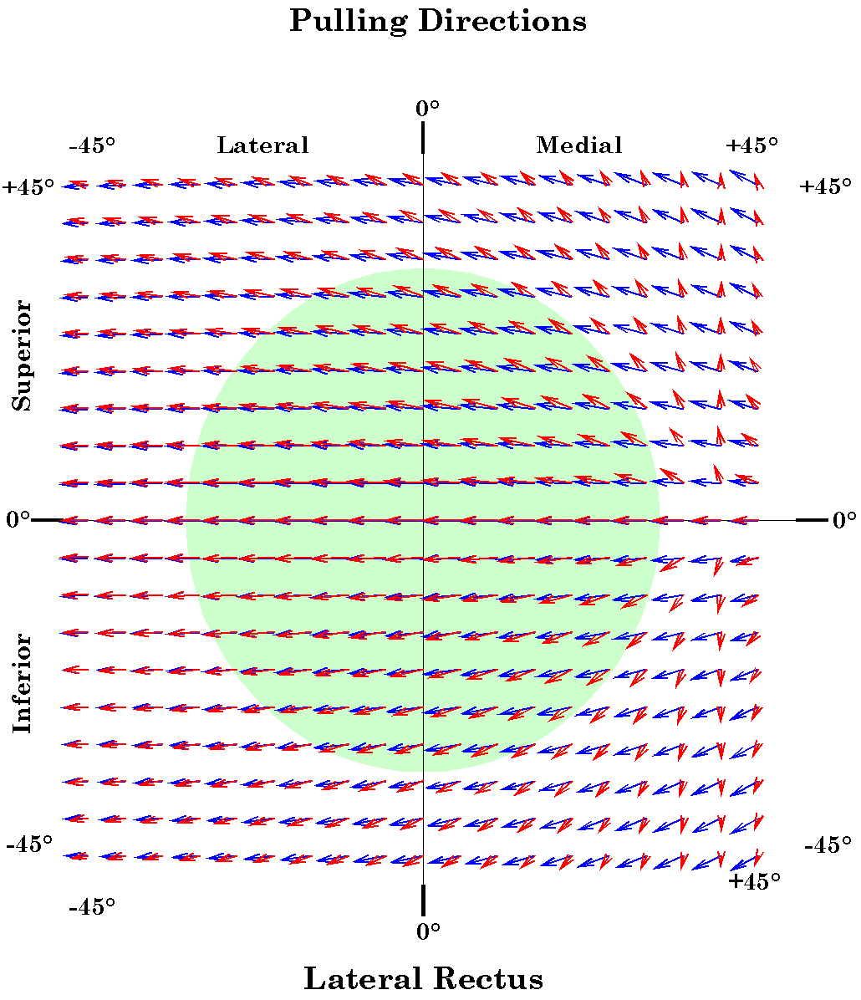 Pulling Directions
0°
-45° Lateral Medial +45°
+45° +45°
Superior
0° 0°
Inferior
-45° -45°
+45°
-45°
0°
Lateral Rectus